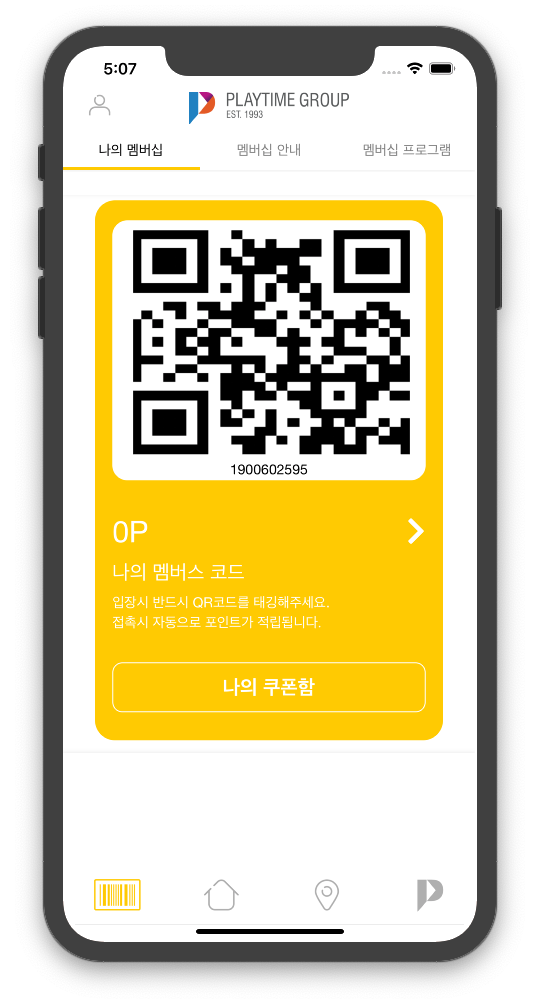 5:07
PLAYTIME GROUP
EST. 1993
나의 멤버십
멤버십 안내
멤버십 프로그램
1900602595
0P
나의 멤버스 코드
입장시 반드시 QR코드를 태깅해주세요.
접촉시 자동으로 포인트가 적립됩니다.
나의 쿠폰함